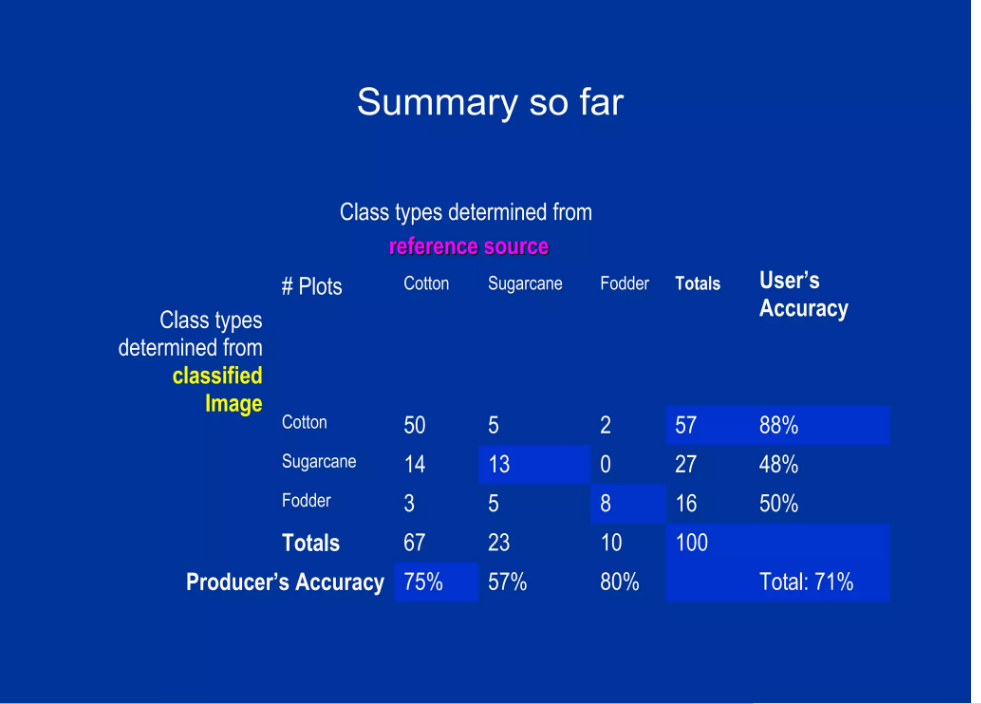 Summary so far
Class types determined from
reference source
# Plots Cotton Sugarcane Fodder Totals User’s
Accuracy
Class types
determined from
classified
Image
Cotton 50 5 2 57 88%
Sugarcane 14 13 0 27 48%
Fodder 3 5 8 16 50%
Totals 67 23 10 100
Producer’s Accuracy 75% 57% 80% Total: 71%